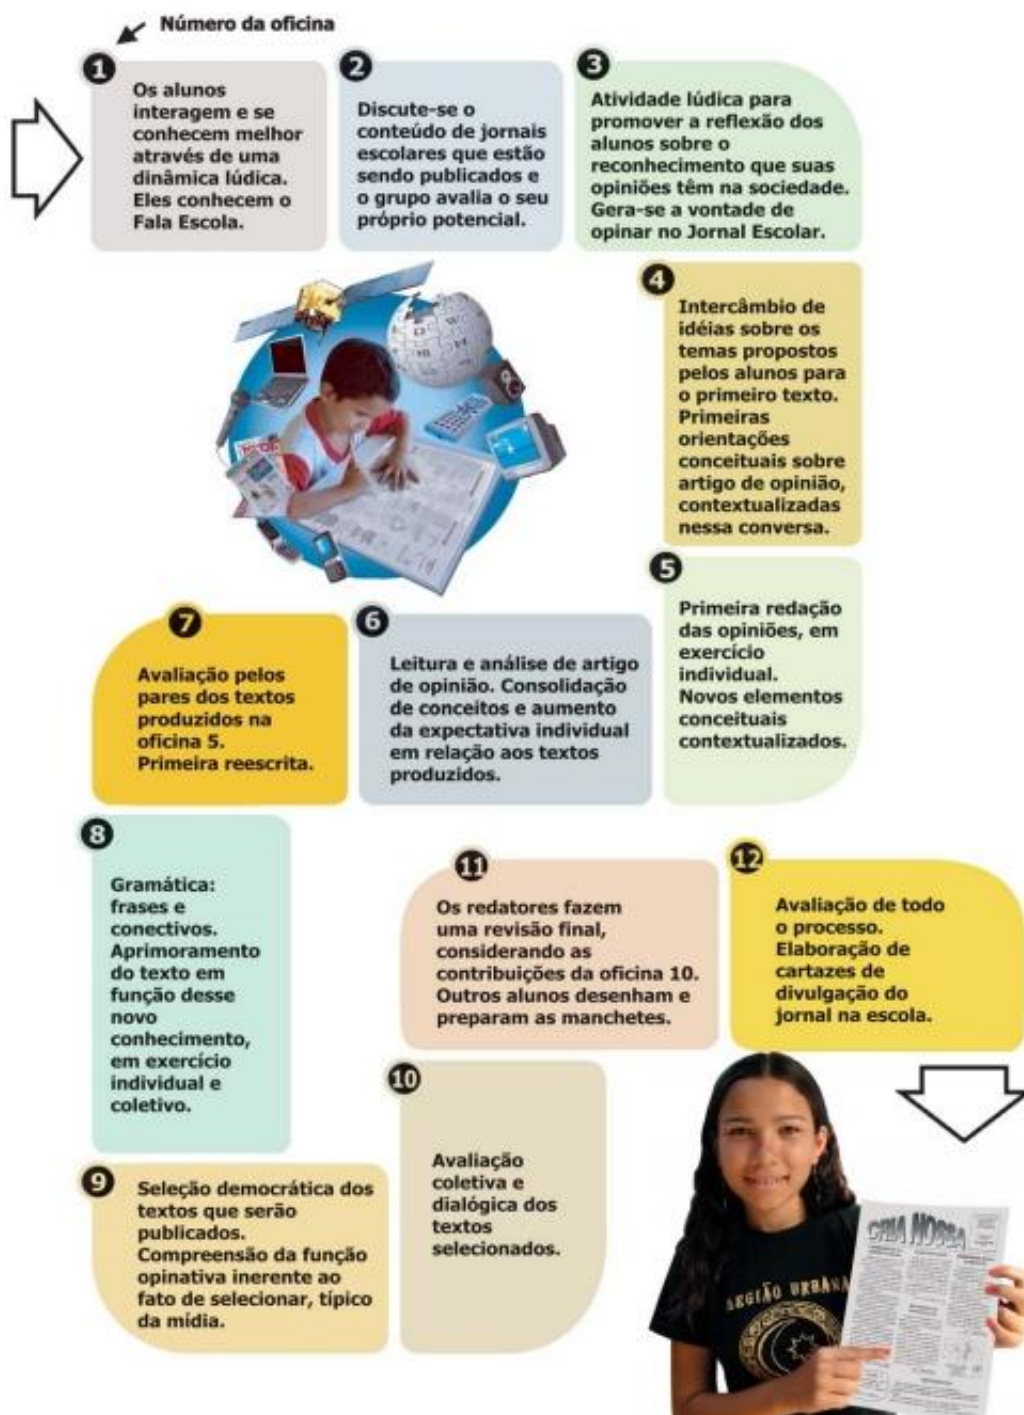 Número da oficina
1
Os alunos
interagem e se
conhecem melhor
através de uma
dinâmica lúdica.
Eles conhecem o
Fala Escola.
2
Discute-se o
conteúdo de jornais
escolares que estão
sendo publicados e
o grupo avalia o seu
próprio potencial.
3
Atividade lúdica para
promover a reflexão dos
alunos sobre o
reconhecimento que suas
opiniões têm na sociedade.
Gera-se a vontade de
opinar no Jornal Escolar.
4
Intercâmbio de
idéias sobre os
temas propostos
pelos alunos para
o primeiro texto.
Primeiras
orientações
conceituais sobre
artigo de opinião,
contextualizadas
nessa conversa.
5
Primeira redação
das opiniões, em
exercício
individual.
Novos elementos
conceituais
contextualizados.
6
Leitura e análise de artigo
de opinião. Consolidação
de conceitos e aumento
da expectativa individual
em relação aos textos
produzidos.
7
Avaliação pelos
pares dos textos
produzidos na
oficina 5.
Primeira reescrita.
8
Gramática:
frases e
conectivos.
Aprimoramento
do texto em
função desse
novo
conhecimento,
em exercício
individual e
coletivo.
9
Seleção democrática dos
textos que serão
publicados.
Compreensão da função
opinativa inerente ao
fato de selecionar, típico
da mídia.
10
Avaliação
coletiva e
dialógica dos
textos
selecionados.
11
Os redatores fazem
uma revisão final,
considerando as
contribuições da oficina 10.
Outros alunos desenham e
preparam as manchetes.
12
Avaliação de todo
o processo.
Elaboração de
cartazes de
divulgação do
jornal na escola.
LEGIÃO URBANA
CRIA NOSSA